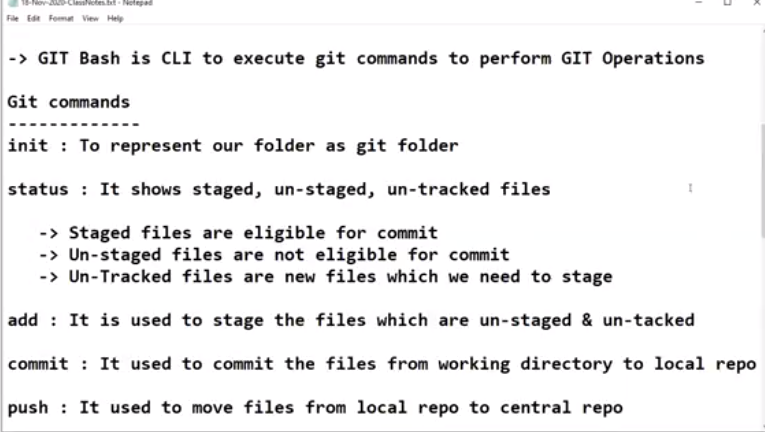 18-Nov-2020-ClassNotes.txt - Notepad
File Edit Format View Help
-> GIT Bash is CLI to execute git commands to perform GIT Operations
Git commands
-------------
init : To represent our folder as git folder
status : It shows staged, un-staged, un-tracked files
-> Staged files are eligible for commit
-> Un-staged files are not eligible for commit
-> Un-Tracked files are new files which we need to stage
add : It is used to stage the files which are un-staged & un-tacked
commit : It used to commit the files from working directory to local repo
push : It used to move files from local repo to central repo